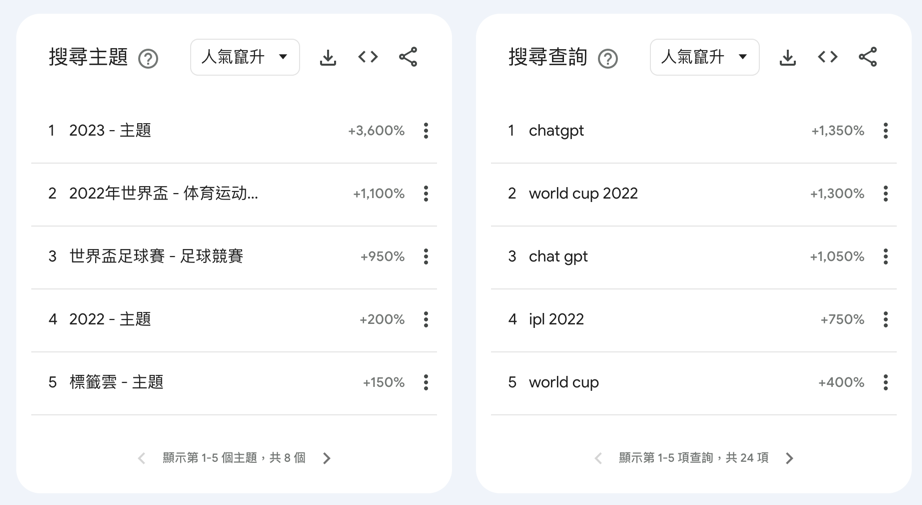 搜尋主題
人氣竄升
1 2023 - 主題 +3,600%
2 2022年世界盃 - 体育运动... +1,100%
3 世界盃足球賽 - 足球競賽 +950%
4 2022 - 主題 +200%
5 標籤雲 - 主題 +150%
顯示第 1-5 個主題，共 8 個
搜尋查詢
人氣竄升
1 chatgpt +1,350%
2 world cup 2022 +1,300%
3 chat gpt +1,050%
4 ipl 2022 +750%
5 world cup +400%
顯示第 1-5 項查詢，共 24 項